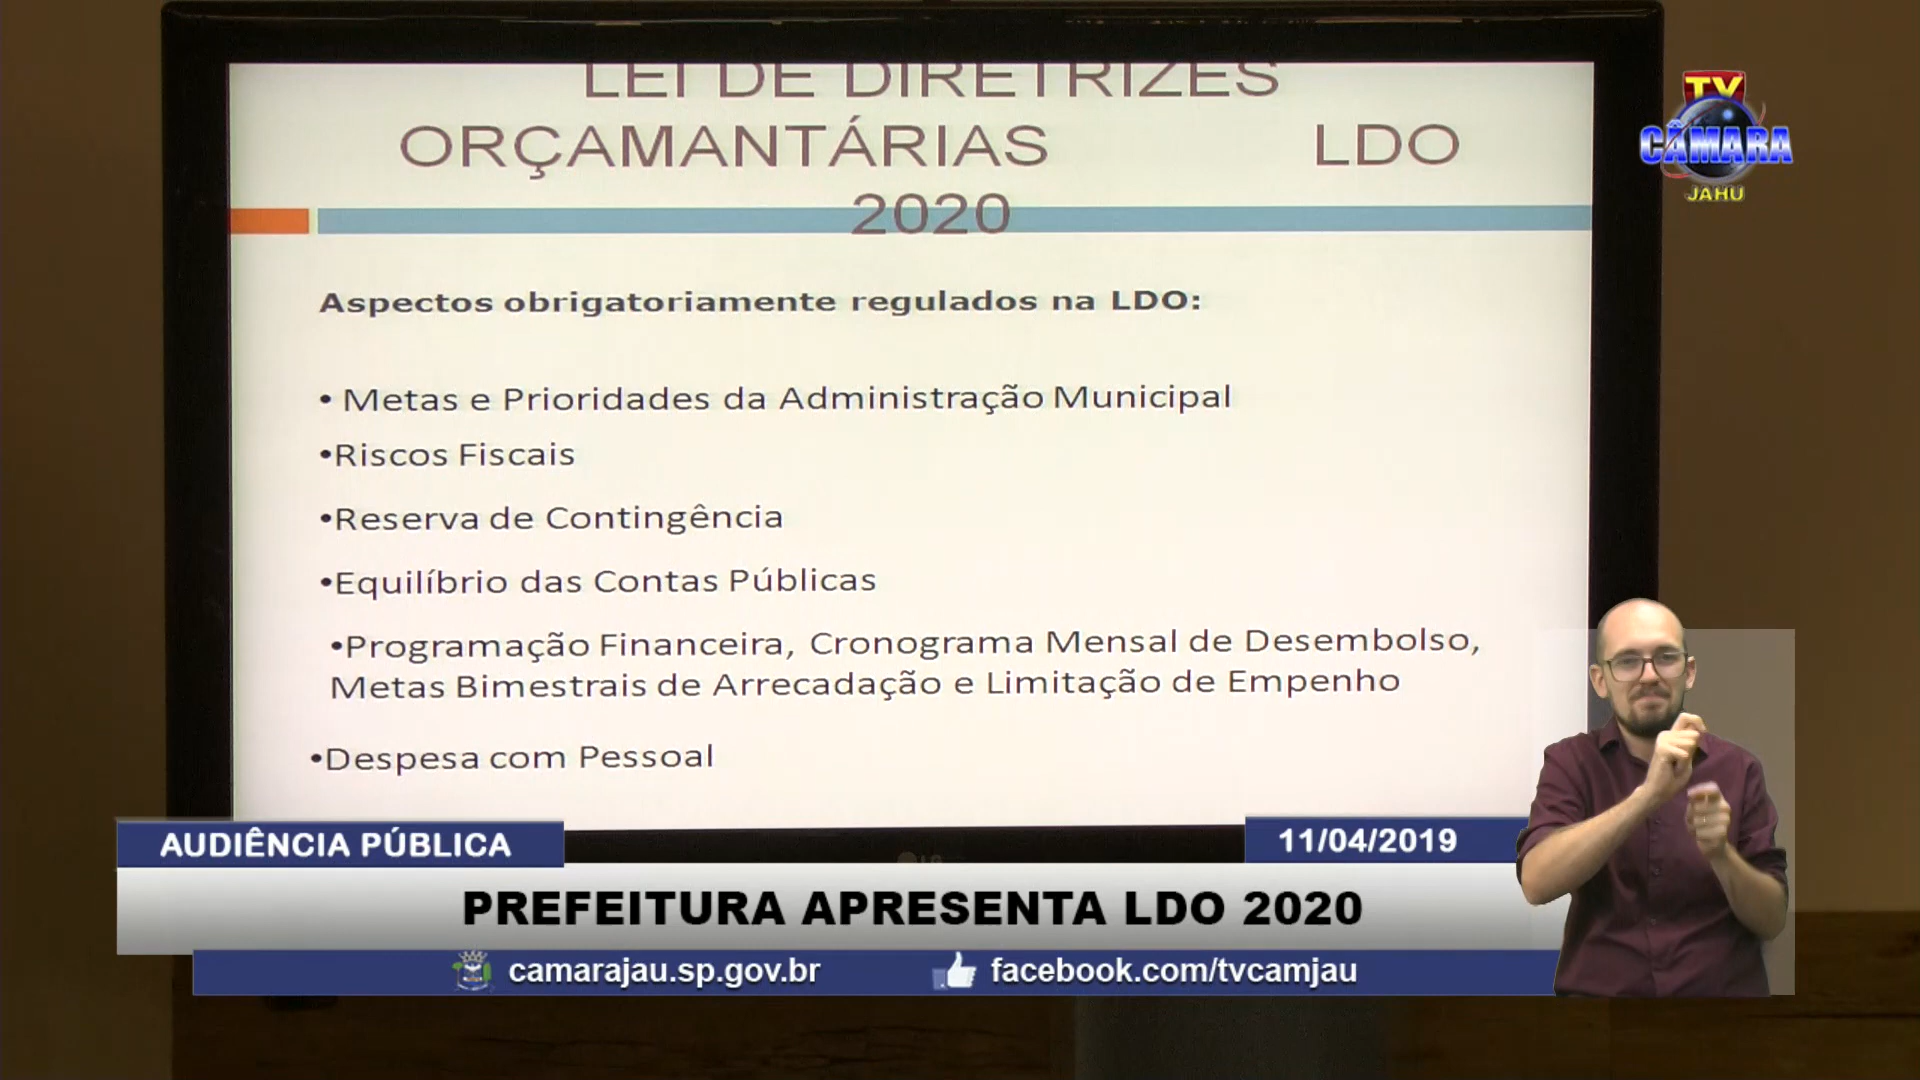 LEI DE DIRETRIZES
ORÇAMANTÁRIAS LDO
2020
Aspectos obrigatoriamente regulados na LDO:
• Metas e Prioridades da Administração Municipal
•Riscos Fiscais
•Reserva de Contingência
•Equilíbrio das Contas Públicas
•Programação Financeira, Cronograma Mensal de Desembolso,
Metas Bimestrais de Arrecadação e Limitação de Empenho
•Despesa com Pessoal
TV
CÂMARA
JAHU
AUDIÊNCIA PÚBLICA
11/04/2019
PREFEITURA APRESENTA LDO 2020
camarajau.sp.gov.br
facebook.com/tvcamjau